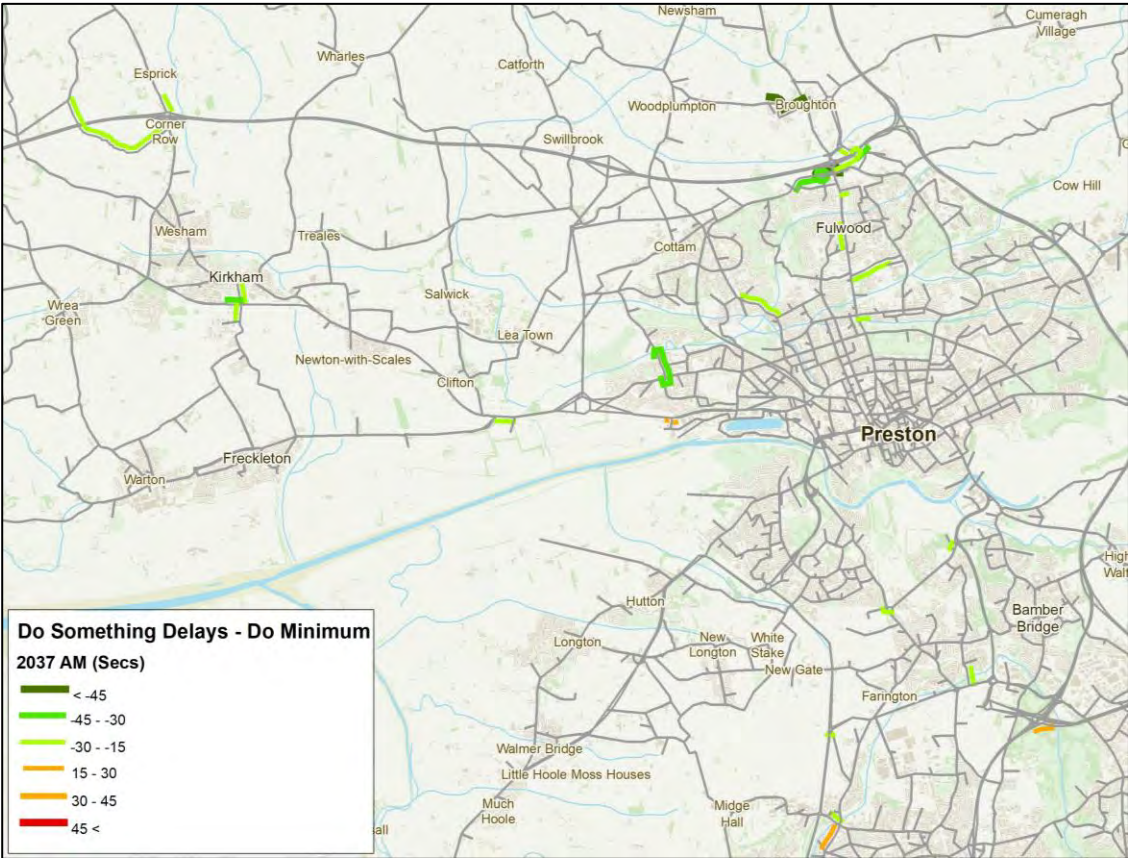 Newsham
Cumeragh
Village
Wharles
Catforth
Esprick
Woodplumpton
Broughton
Corner
Row
Swillbrook
Cow Hill
Wesham
Treales
Cottam
Fulwood
Kirkham
Salwick
Wrea
Green
Lea Town
Newton-with-Scales
Clifton
Preston
Freckleton
Warton
High
Walt
Hutton
Bamber
Bridge
Longton
New
Longton
White
Stake
New Gate
Farington
Walmer Bridge
Little Hoole Moss Houses
Much
Hoole
Midge
Hall
all
Do Something Delays - Do Minimum
2037 AM (Secs)
< -45
-45 - -30
-30 - -15
15 - 30
30 - 45
45 <